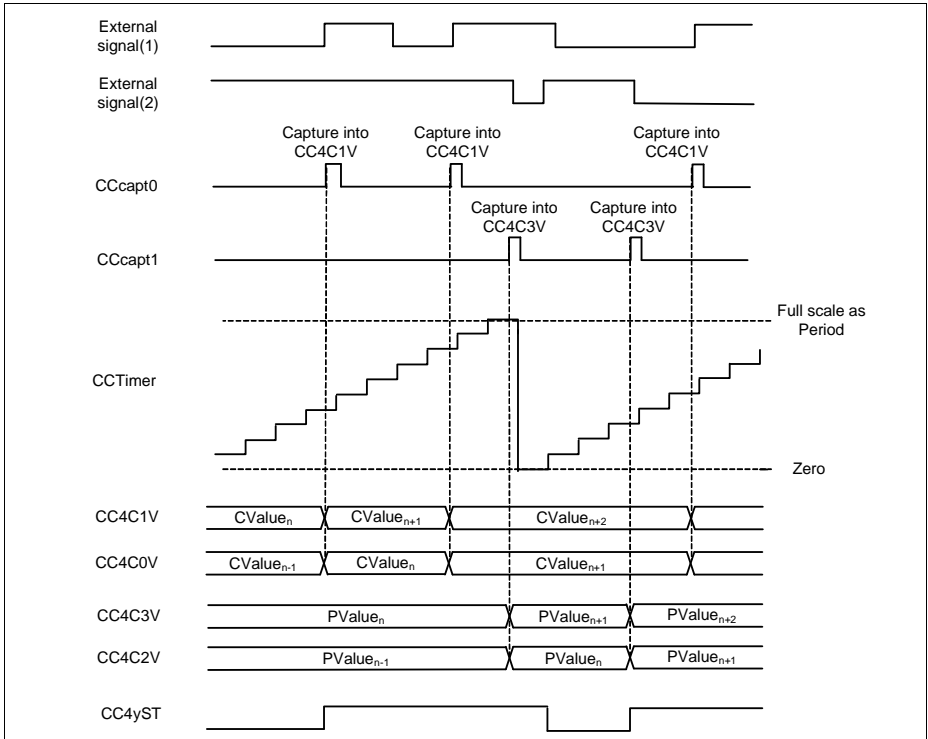 External
signal(1)
External
signal(2)
Capture into
CC4C1V
Capture into
CC4C1V
Capture into
CC4C1V
CCcapt0
Capture into
CC4C3V
Capture into
CC4C3V
CCcapt1
Full scale as
Period
CCTimer
Zero
CC4C1V CValueₙ CValueₙ₊₁ CValueₙ₊₂
CC4C0V CValueₙ₋₁ CValueₙ CValueₙ₊₁
CC4C3V PValueₙ PValueₙ₊₁ PValueₙ₊₂
CC4C2V PValueₙ₋₁ PValueₙ PValueₙ₊₁
CC4yST